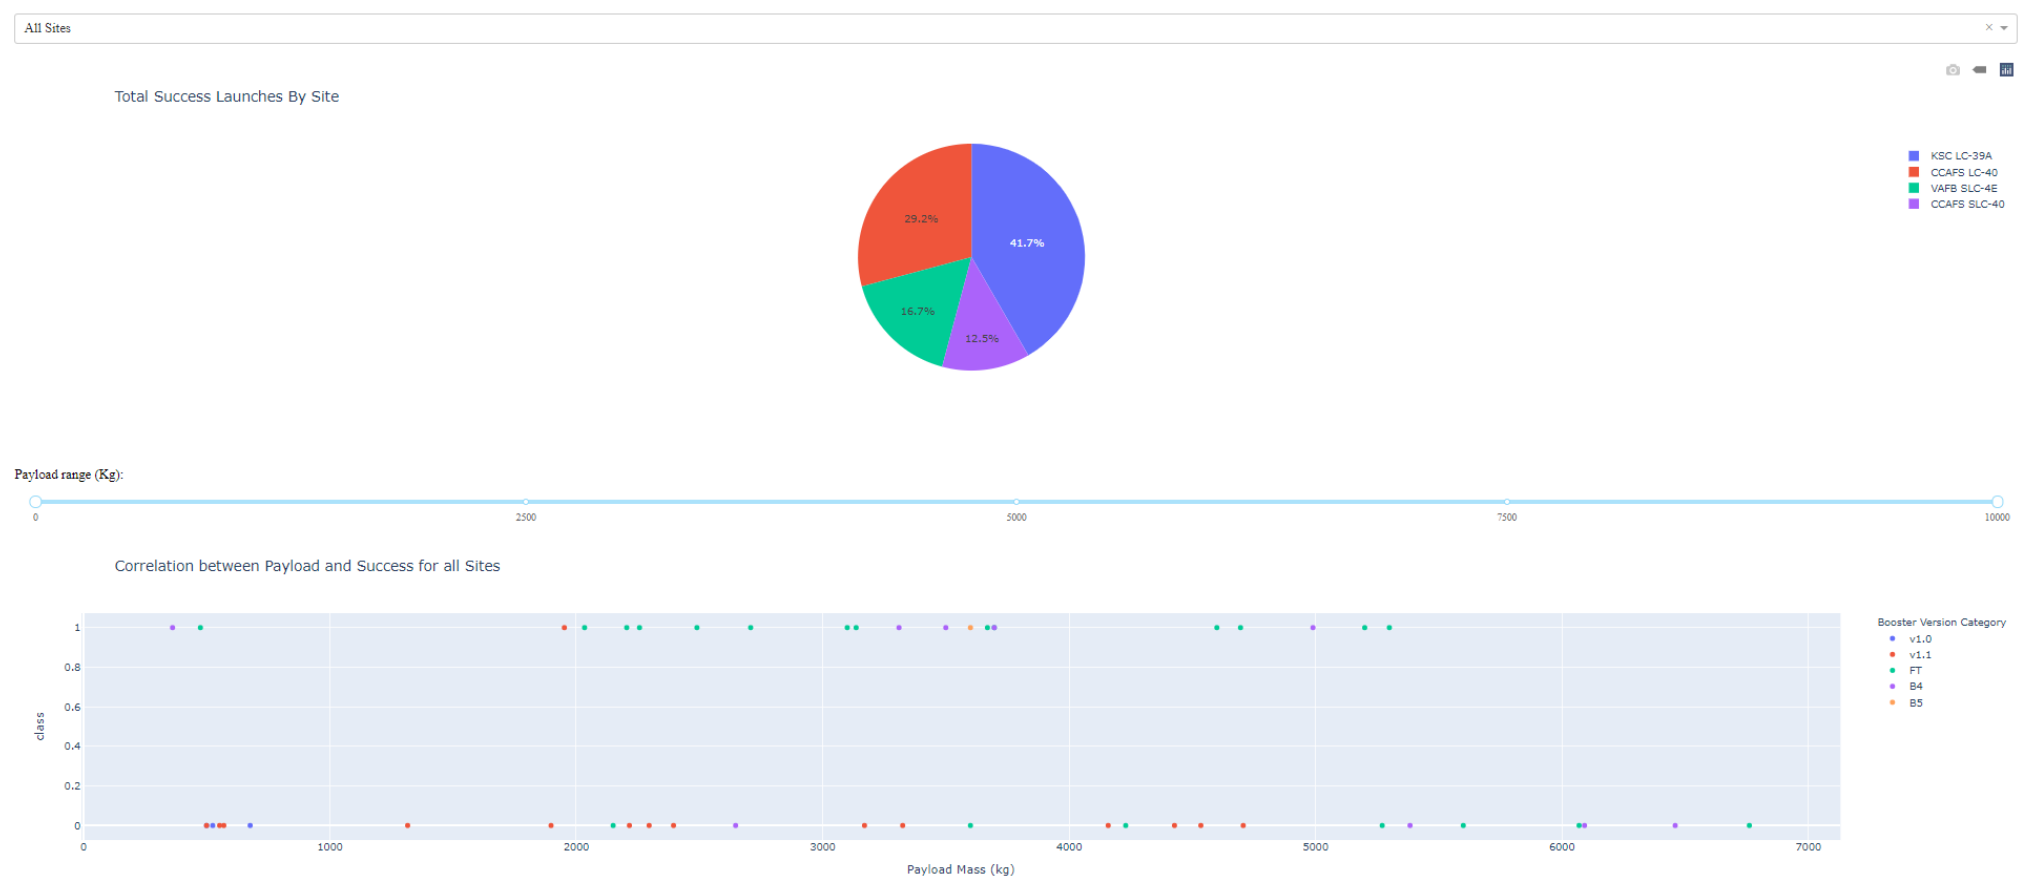 All Sites
Total Success Launches By Site
KSC LC-39A
CCAFS LC-40
VAFB SLC-4E
CCAFS SLC-40
29.2%
41.7%
16.7%
12.5%
Payload range (Kg):
0 2500 5000 7500 10000
Correlation between Payload and Success for all Sites
Booster Version Category
v1.0
v1.1
FT
B4
B5
1
0.8
0.6
0.4
0.2
0
class
0 1000 2000 3000 4000 5000 6000 7000
Payload Mass (kg)